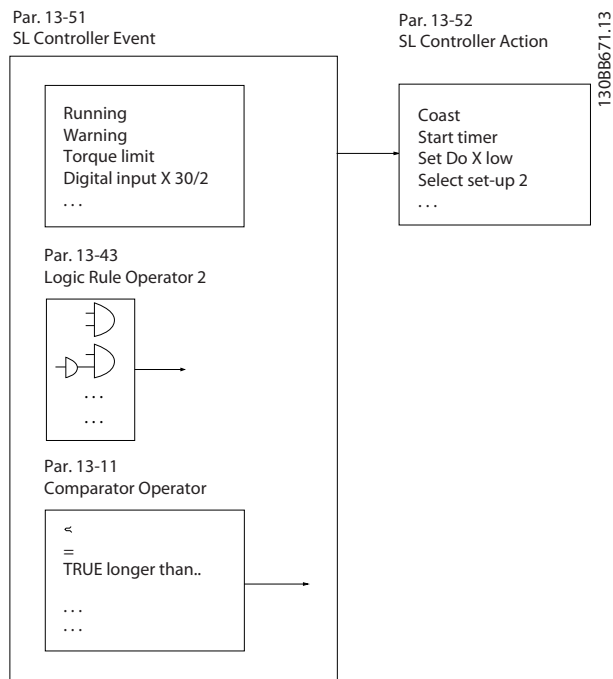 Par. 13-51
SL Controller Event
Par. 13-52
SL Controller Action
130BB671.13
Running
Warning
Torque limit
Digital input X 30/2
. . .
Coast
Start timer
Set Do X low
Select set-up 2
. . .
Par. 13-43
Logic Rule Operator 2
. . .
. . .
Par. 13-11
Comparator Operator
=
TRUE longer than..
. . .
. . .